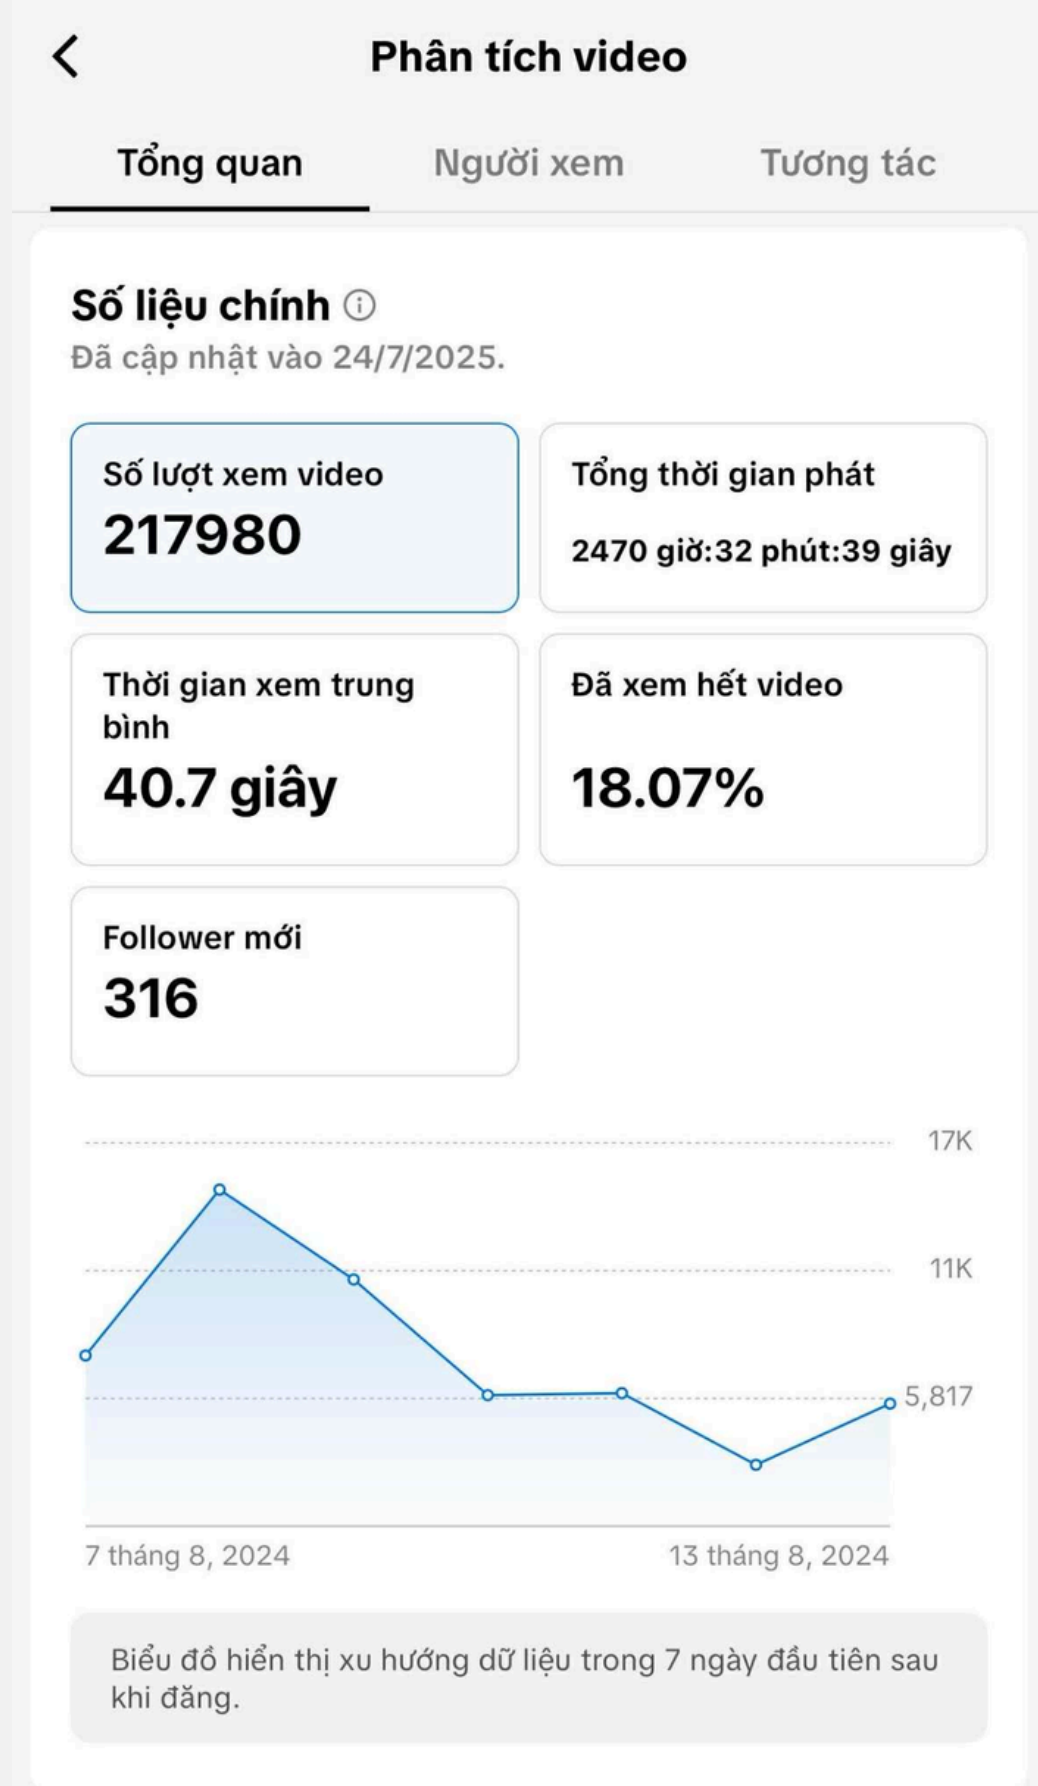 Phân tích video
Tổng quan
Người xem
Tương tác
Số liệu chính
Đã cập nhật vào 24/7/2025.
Số lượt xem video
217980
Tổng thời gian phát
2470 giờ:32 phút:39 giây
Thời gian xem trung
bình
40.7 giây
Đã xem hết video
18.07%
Follower mới
316
17K
11K
5,817
7 tháng 8, 2024
13 tháng 8, 2024
Biểu đồ hiển thị xu hướng dữ liệu trong 7 ngày đầu tiên sau
khi đăng.